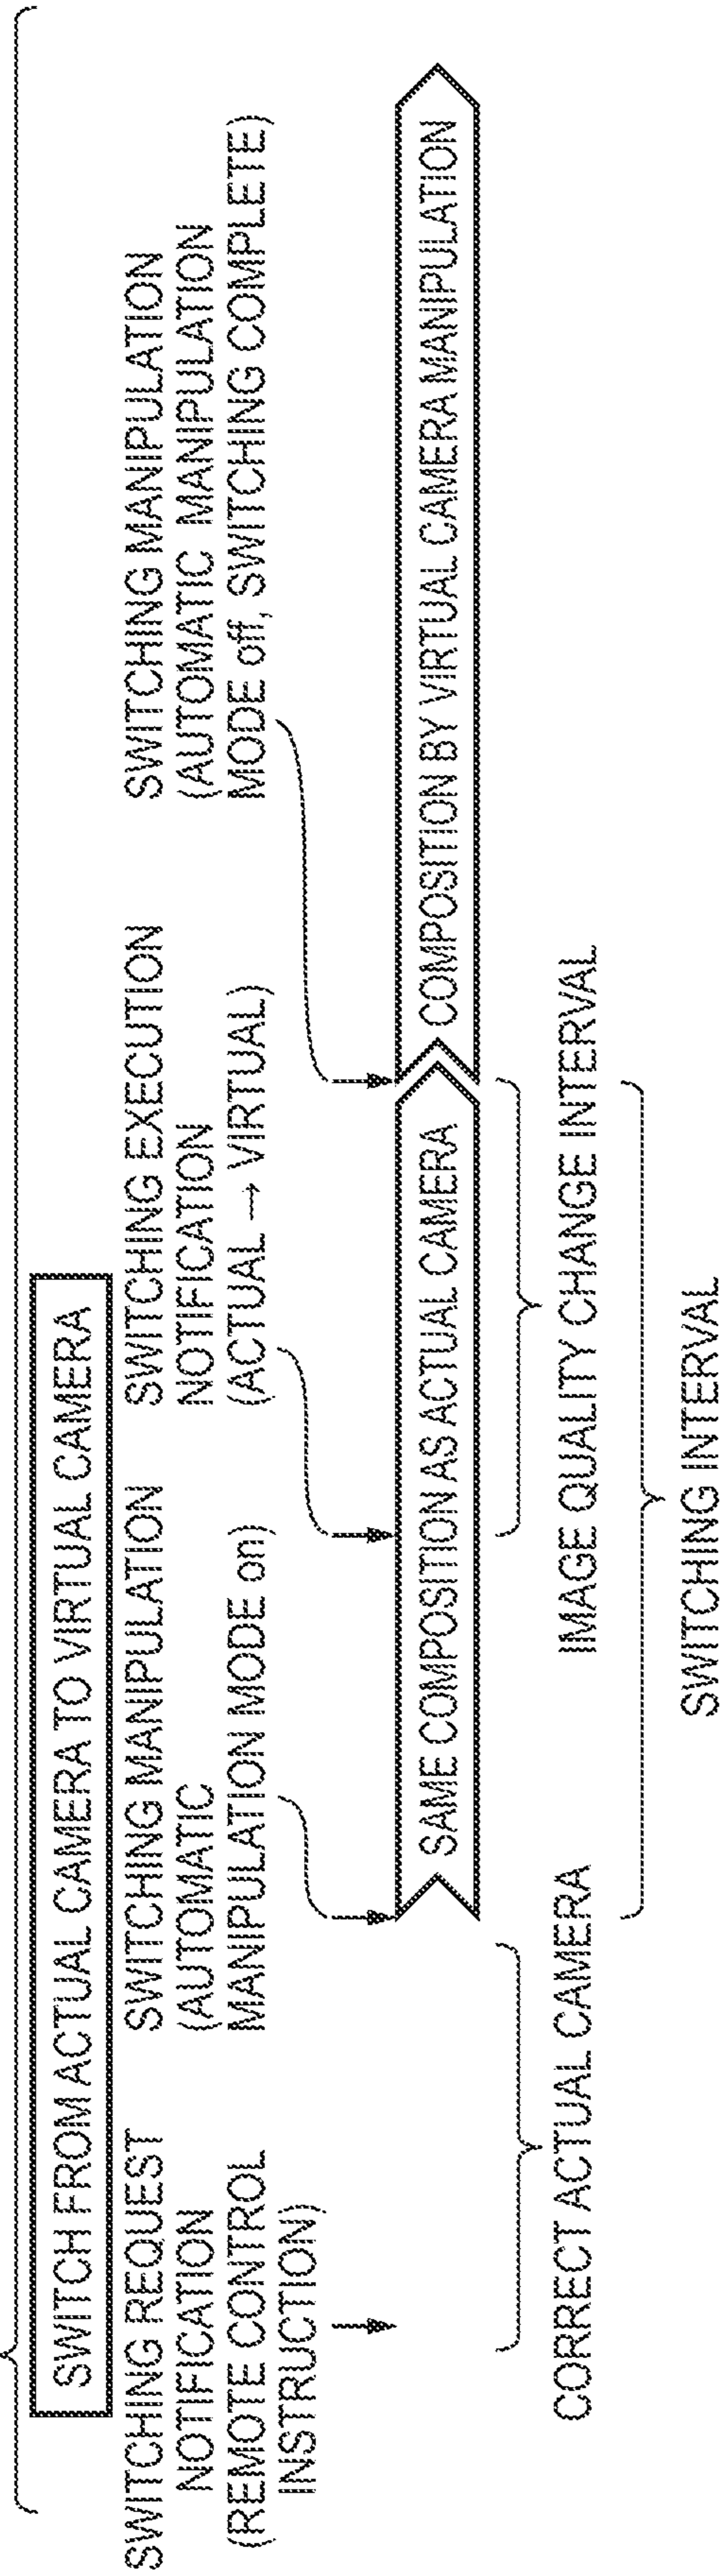 SWITCH FROM ACTUAL CAMERA TO VIRTUAL CAMERA
SWITCHING REQUEST
NOTIFICATION
(REMOTE CONTROL
INSTRUCTION)
SWITCHING MANIPULATION
(AUTOMATIC
MANIPULATION MODE on)
SWITCHING EXECUTION
NOTIFICATION
(ACTUAL → VIRTUAL)
SWITCHING MANIPULATION
(AUTOMATIC MANIPULATION
MODE off, SWITCHING COMPLETE)
SAME COMPOSITION AS ACTUAL CAMERA
COMPOSITION BY VIRTUAL CAMERA MANIPULATION
CORRECT ACTUAL CAMERA
IMAGE QUALITY CHANGE INTERVAL
SWITCHING INTERVAL